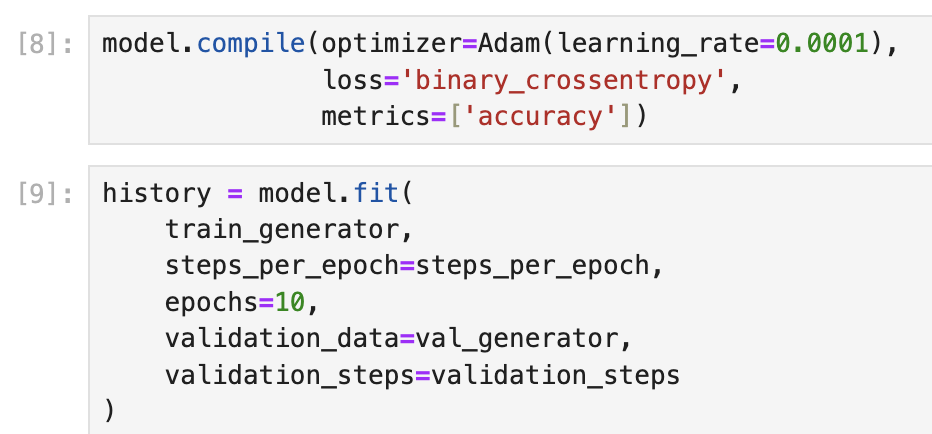 [8]: model.compile(optimizer=Adam(learning_rate=0.0001),
loss='binary_crossentropy',
metrics=['accuracy'])
[9]: history = model.fit(
train_generator,
steps_per_epoch=steps_per_epoch,
epochs=10,
validation_data=val_generator,
validation_steps=validation_steps
)